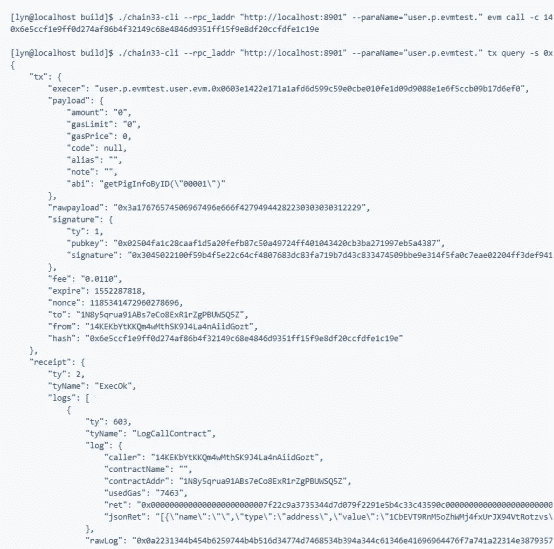 [lyn@localhost build]$ ./chain33-cli --rpc_laddr "http://localhost:8901" --paraName="user.p.evmtest." evm call -c 14
0x6e5ccf1e9ff0d274af86b4f32149c68e4846d9351ff15f9e8df20ccfdfe1c19e
[lyn@localhost build]$ ./chain33-cli --rpc_laddr "http://localhost:8901" --paraName="user.p.evmtest." tx query -s 0x
{
"tx": {
"execer": "user.p.evmtest.user.evm.0x0603e1422e171a1afd6d599c59e0cbe010fe1d09d9088e1e6f5ccb09b17d6ef0",
"payload": {
"amount": "0",
"gasLimit": "0",
"gasPrice": 0,
"code": null,
"alias": "",
"note": "",
"abi": "getPigInfoByID(\"00001\")"
},
"rawpayload": "0x3a17676574506967496e666f42794944282230303030312229",
"signature": {
"ty": 1,
"pubkey": "0x02504fa1c28caaf1d5a20fefb87c50a49724ff401043420cb3ba271997eb5a4387",
"signature": "0x3045022100f59b4f5e22c64cf4807683dc83fa719b7d43c833474509bbe9e314f5fa0c7eae02204ff3def941
},
"fee": "0.0110",
"expire": 1552287818,
"nonce": 1185341472960278696,
"to": "1N8y5qrua91ABs7eCo8ExR1rZgPBUWSQ5Z",
"from": "14KEKbYtKKQm4wMthSK9J4La4nAiidGozt",
"hash": "0x6e5ccf1e9ff0d274af86b4f32149c68e4846d9351ff15f9e8df20ccfdfe1c19e"
},
"receipt": {
"ty": 2,
"tyName": "ExecOk",
"logs": [
{
"ty": 603,
"tyName": "LogCallContract",
"log": {
"caller": "14KEKbYtKKQm4wMthSK9J4La4nAiidGozt",
"contractName": "",
"contractAddr": "1N8y5qrua91ABs7eCo8ExR1rZgPBUWSQ5Z",
"usedGas": "7463",
"ret": "0x0000000000000000000000007f22c9a3735344d7d079f2291e5b4c33c43590c0000000000000000000000
"jsonRet": "[{\"name\":\"\",\"type\":\"address\",\"value\":\"1CbEVT9RnM5oZhWMj4fxUrJX94VtRotzvs\
},
"rawLog": "0x0a2231344b454b6259744b4b516d34774d7468534b394a344c61346e41696964476f7a741a22314e3879357